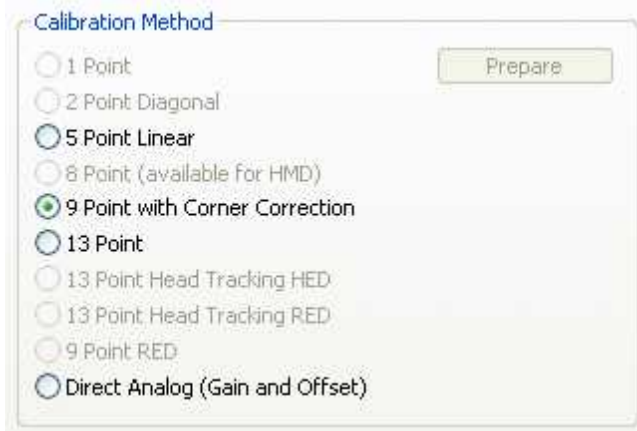 Calibration Method
1 Point
Prepare
2 Point Diagonal
5 Point Linear
8 Point (available for HMD)
9 Point with Corner Correction
13 Point
13 Point Head Tracking HED
13 Point Head Tracking RED
9 Point RED
Direct Analog (Gain and Offset)